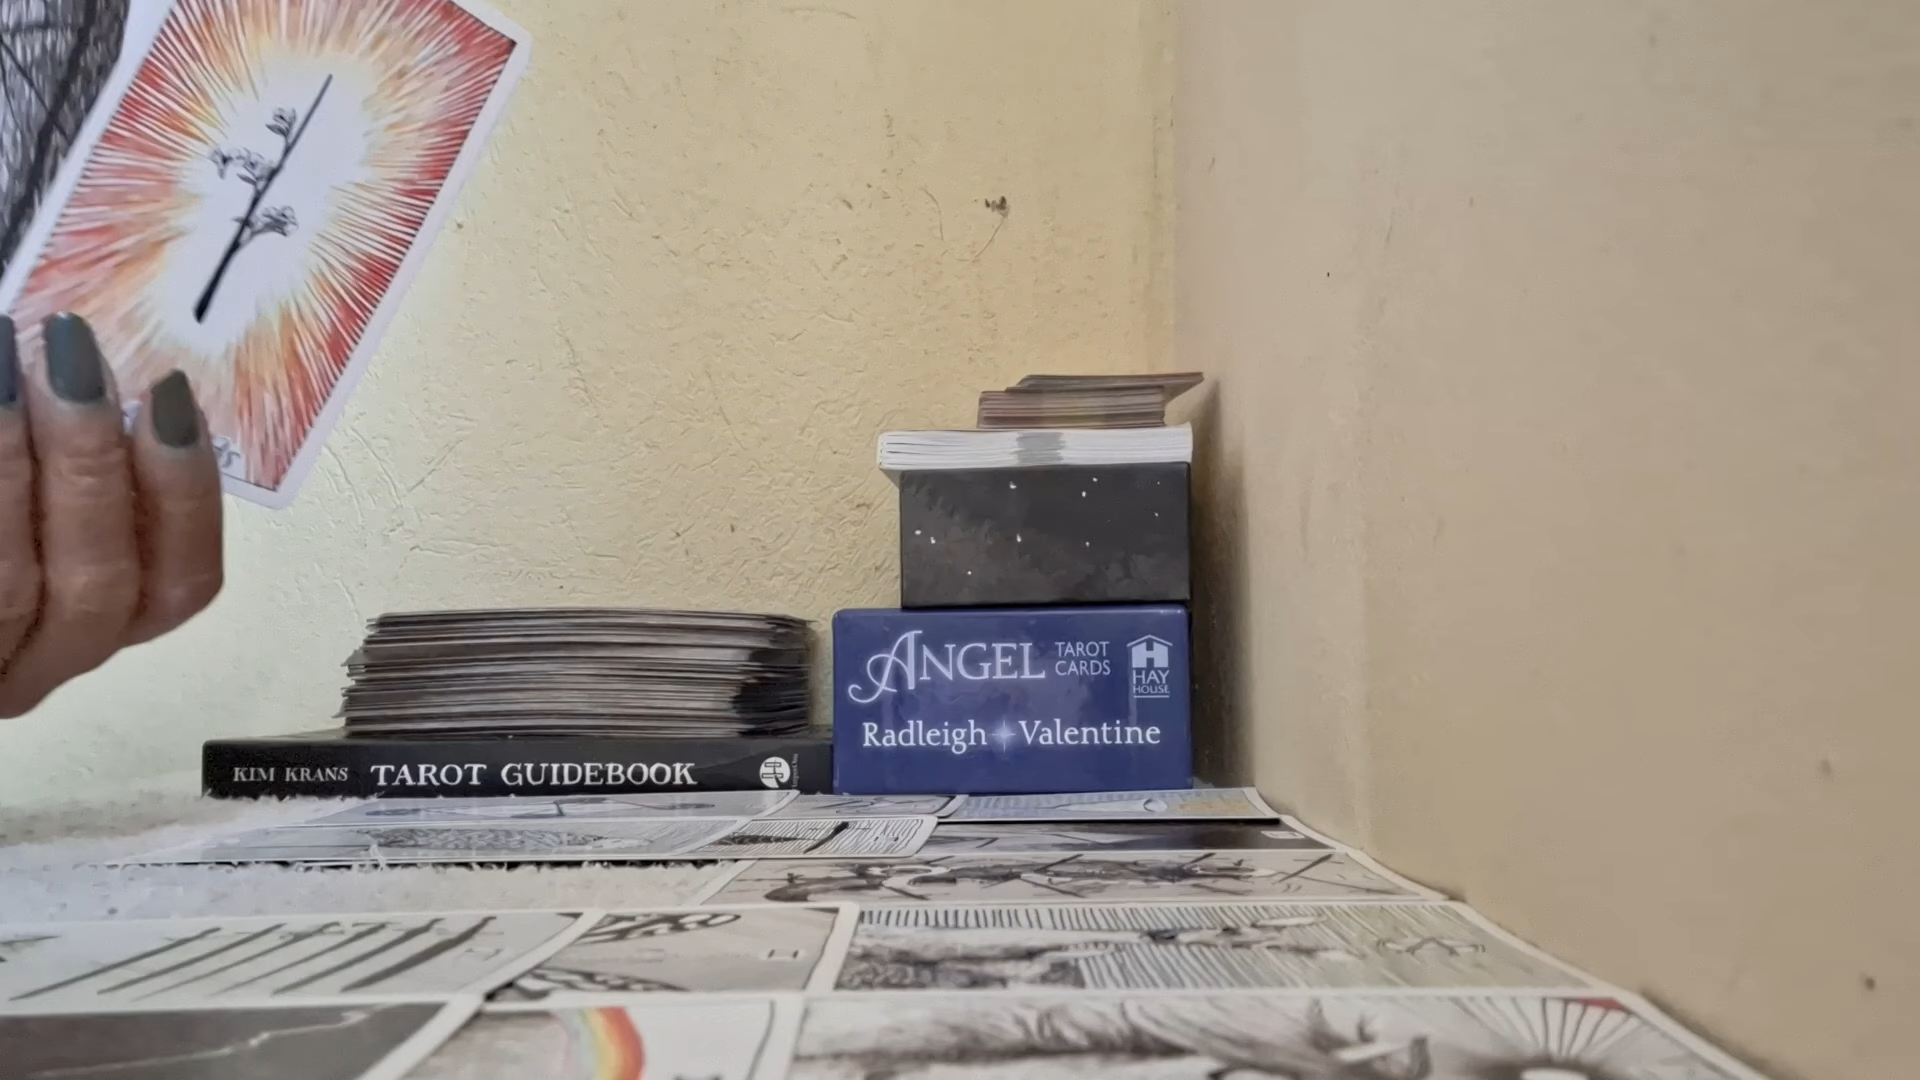 ANGEL TAROT CARDS
HAY HOUSE
Radleigh Valentine
KIM KRANS TAROT GUIDEBOOK